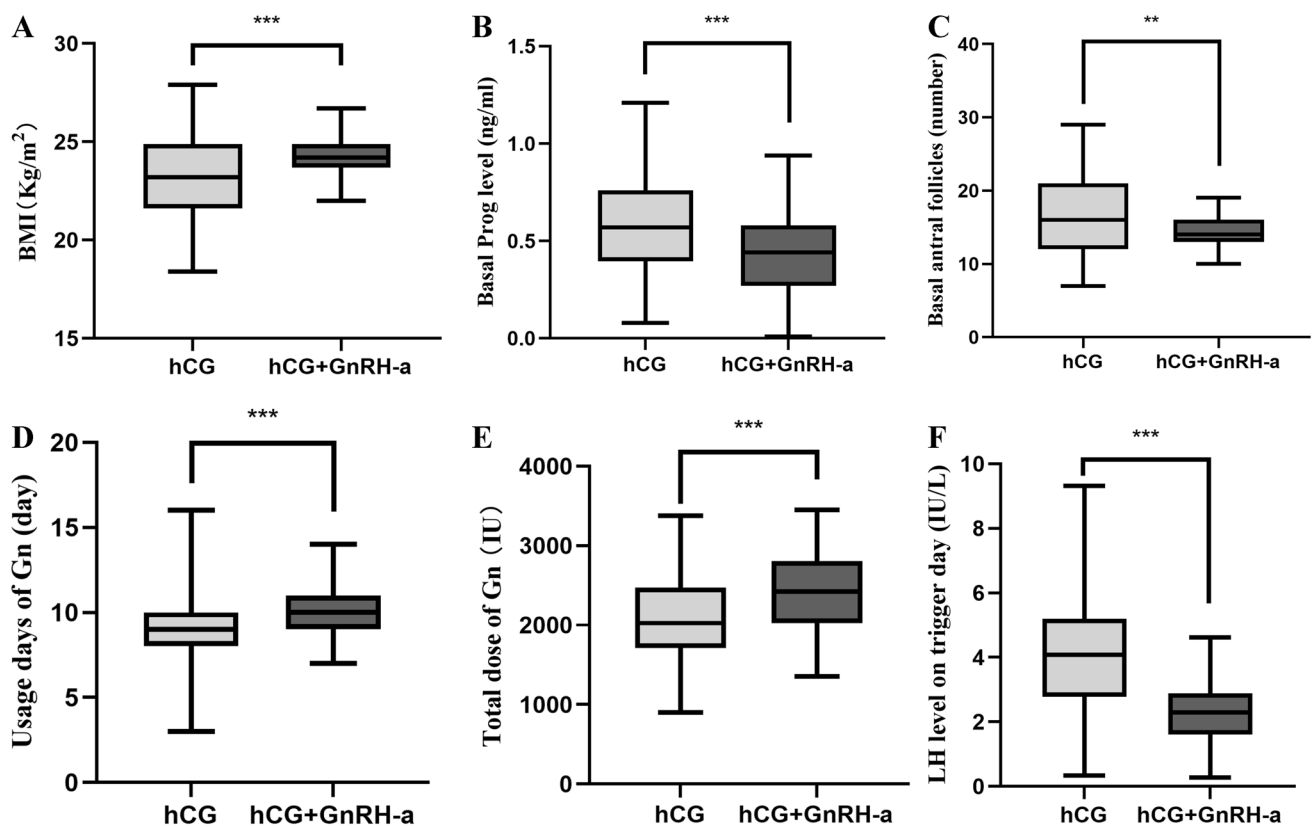 A
***
BMI（Kg/m²）
30
25
20
15
hCG
hCG+GnRH-a
B
***
Basal Prog level (ng/ml)
1.5
1.0
0.5
0.0
hCG
hCG+GnRH-a
C
**
Basal antral follicles (number)
40
30
20
10
0
hCG
hCG+GnRH-a
D
***
Usage days of Gn (day)
20
15
10
5
0
hCG
hCG+GnRH-a
E
***
Total dose of Gn（IU）
4000
3000
2000
1000
0
hCG
hCG+GnRH-a
F
***
LH level on trigger day (IU/L)
10
8
6
4
2
0
hCG
hCG+GnRH-a